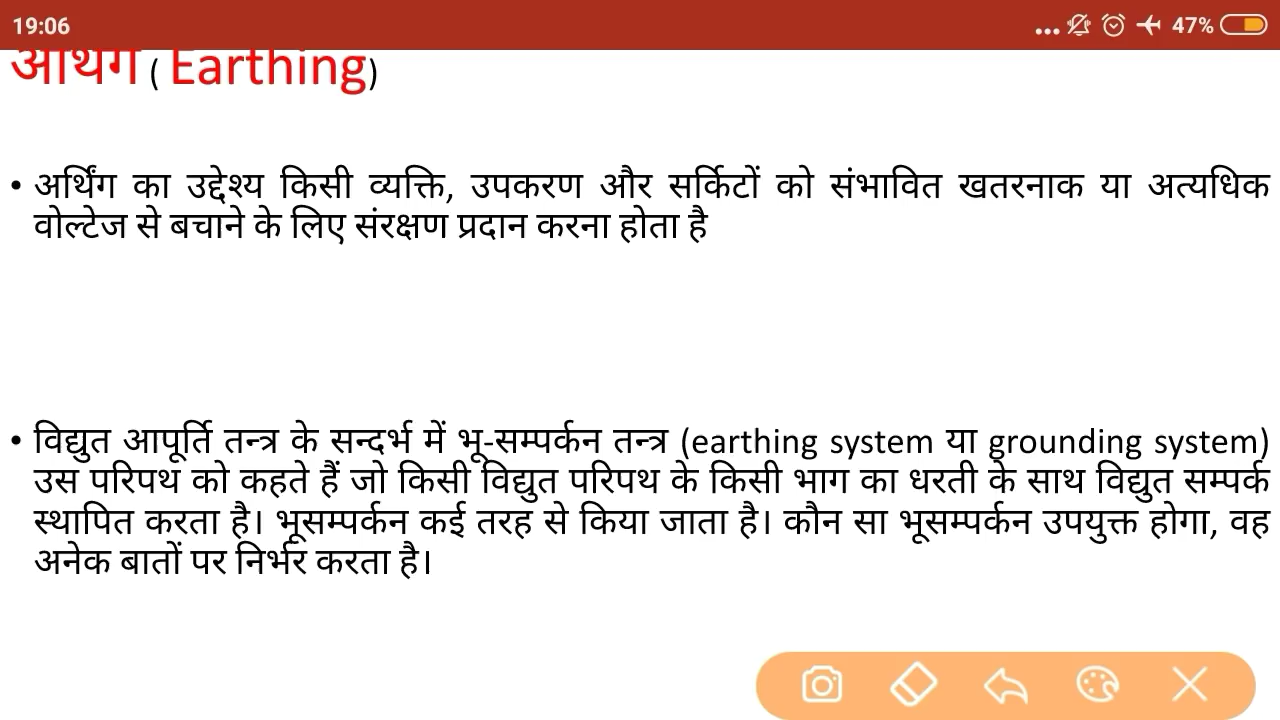 19:06 ... 47%
अर्थिंग ( Earthing)
• अर्थिंग का उद्देश्य किसी व्यक्ति, उपकरण और सर्किटों को संभावित खतरनाक या अत्यधिक
वोल्टेज से बचाने के लिए संरक्षण प्रदान करना होता है
• विद्युत आपूर्ति तन्त्र के सन्दर्भ में भू-सम्पर्कन तन्त्र (earthing system या grounding system)
उस परिपथ को कहते हैं जो किसी विद्युत परिपथ के किसी भाग का धरती के साथ विद्युत सम्पर्क
स्थापित करता है। भूसम्पर्कन कई तरह से किया जाता है। कौन सा भूसम्पर्कन उपयुक्त होगा, वह
अनेक बातों पर निर्भर करता है।